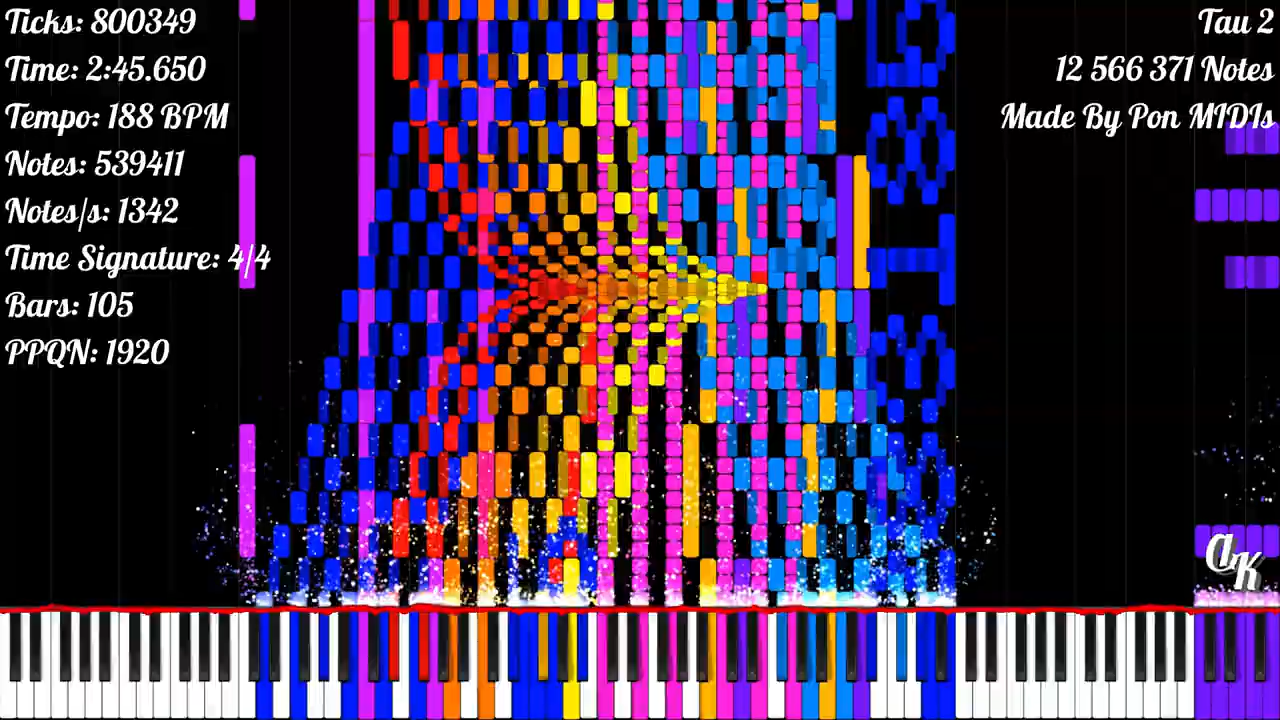 Ticks: 800349
Time: 2:45.650
Tempo: 188 BPM
Notes: 539411
Notes/s: 1342
Time Signature: 4/4
Bars: 105
PPQN: 1920
Tau 2
12 566 371 Notes
Made By Pon MIDIs
AK